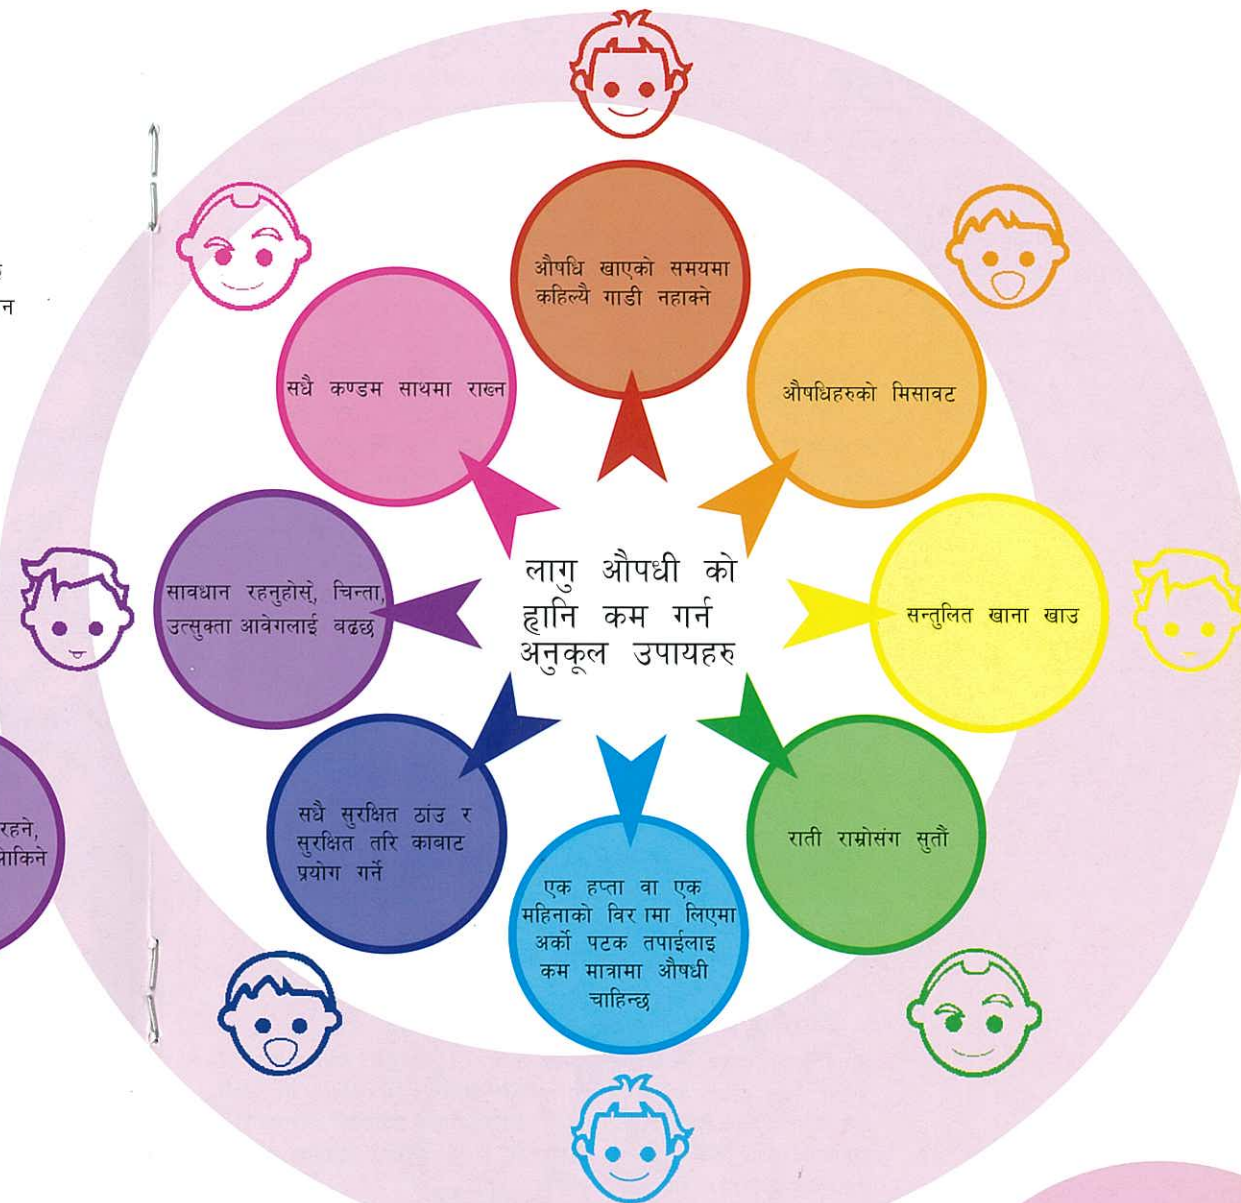 औषधि खाएको समयमा
कहिल्यै गाडी नहाक्ने
औषधिहरुको मिसावट
सन्तुलित खाना खाउ
राती राम्रोसंग सुतौं
एक हप्ता वा एक
महिनाको विर ामा लिएमा
अर्को पटक तपाईलाइ
कम मात्रामा औषधी
चाहिन्छ
सधै सुरक्षित ठांउ र
सुरक्षित तरि काबाट
प्रयोग गर्ने
सावधान रहनुहोस्, चिन्ता,
उत्सुक्ता आवेगलाई बढछ
सधै कण्डम साथमा राख्न
लागु औपधी को
हानि कम गर्न
अनुकूल उपायहरु
रहने,